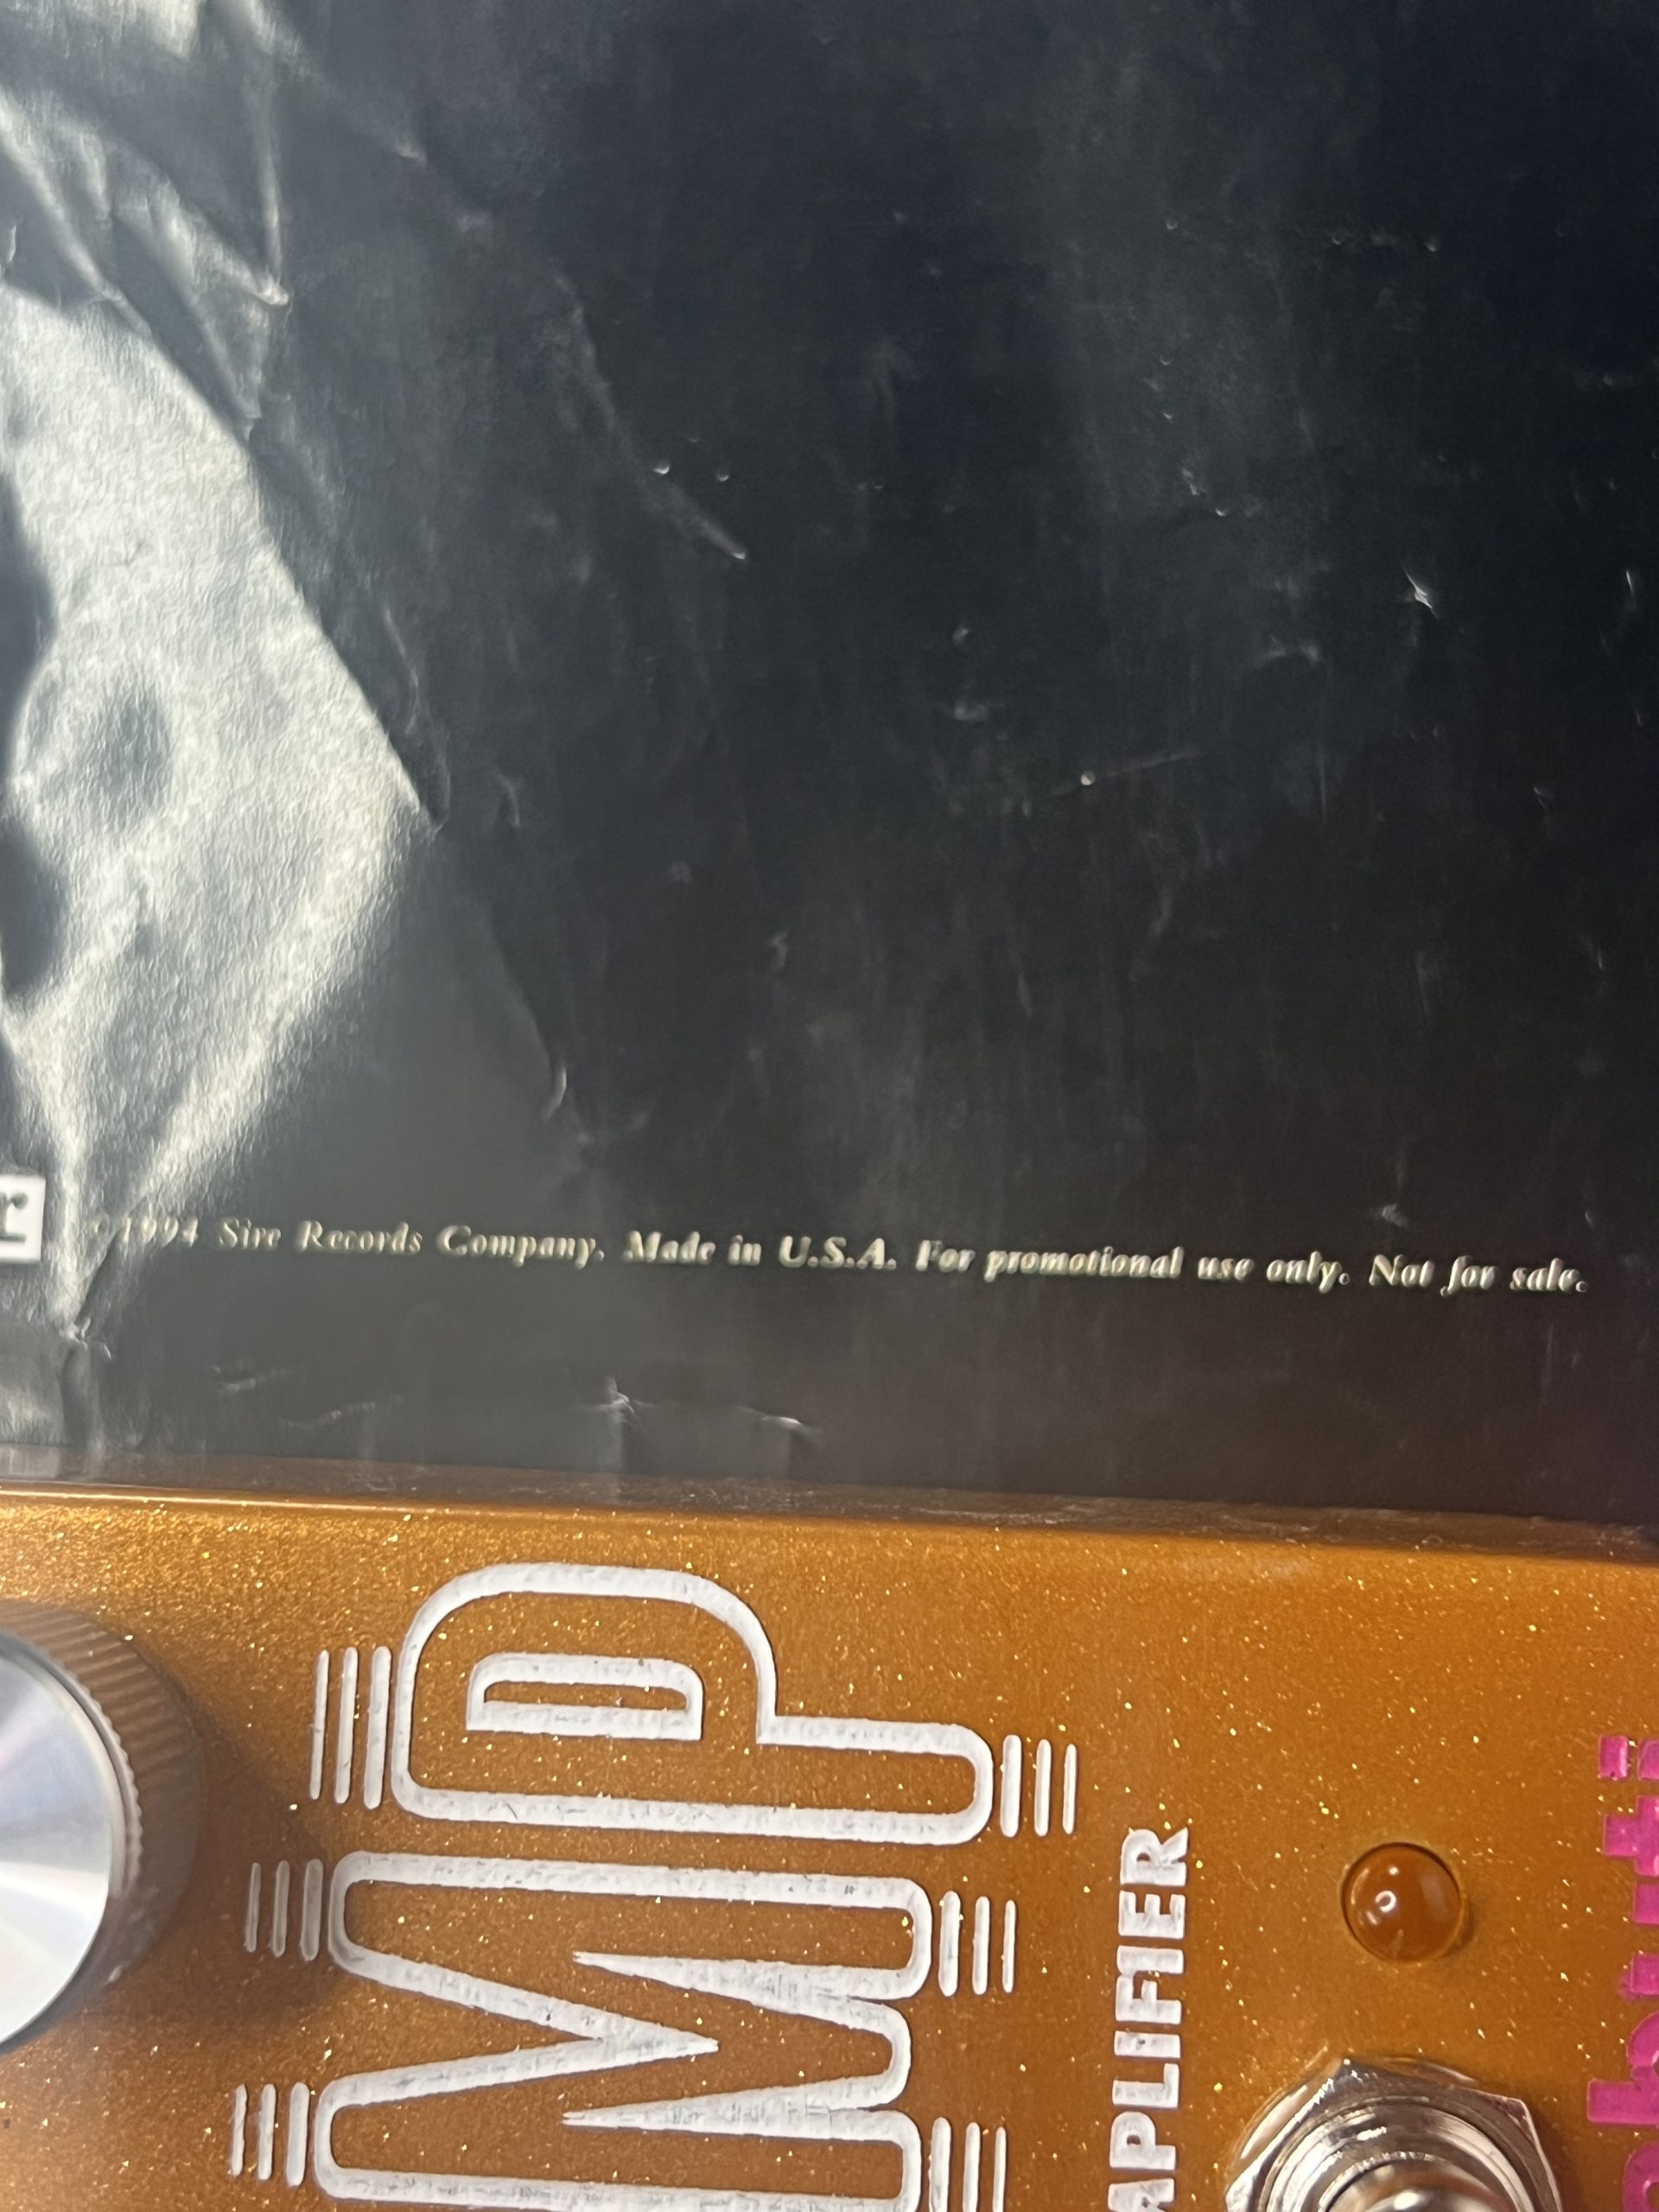 r
©1994 Sire Records Company. Made in U.S.A. For promotional use only. Not for sale.
MP
APLIFIER